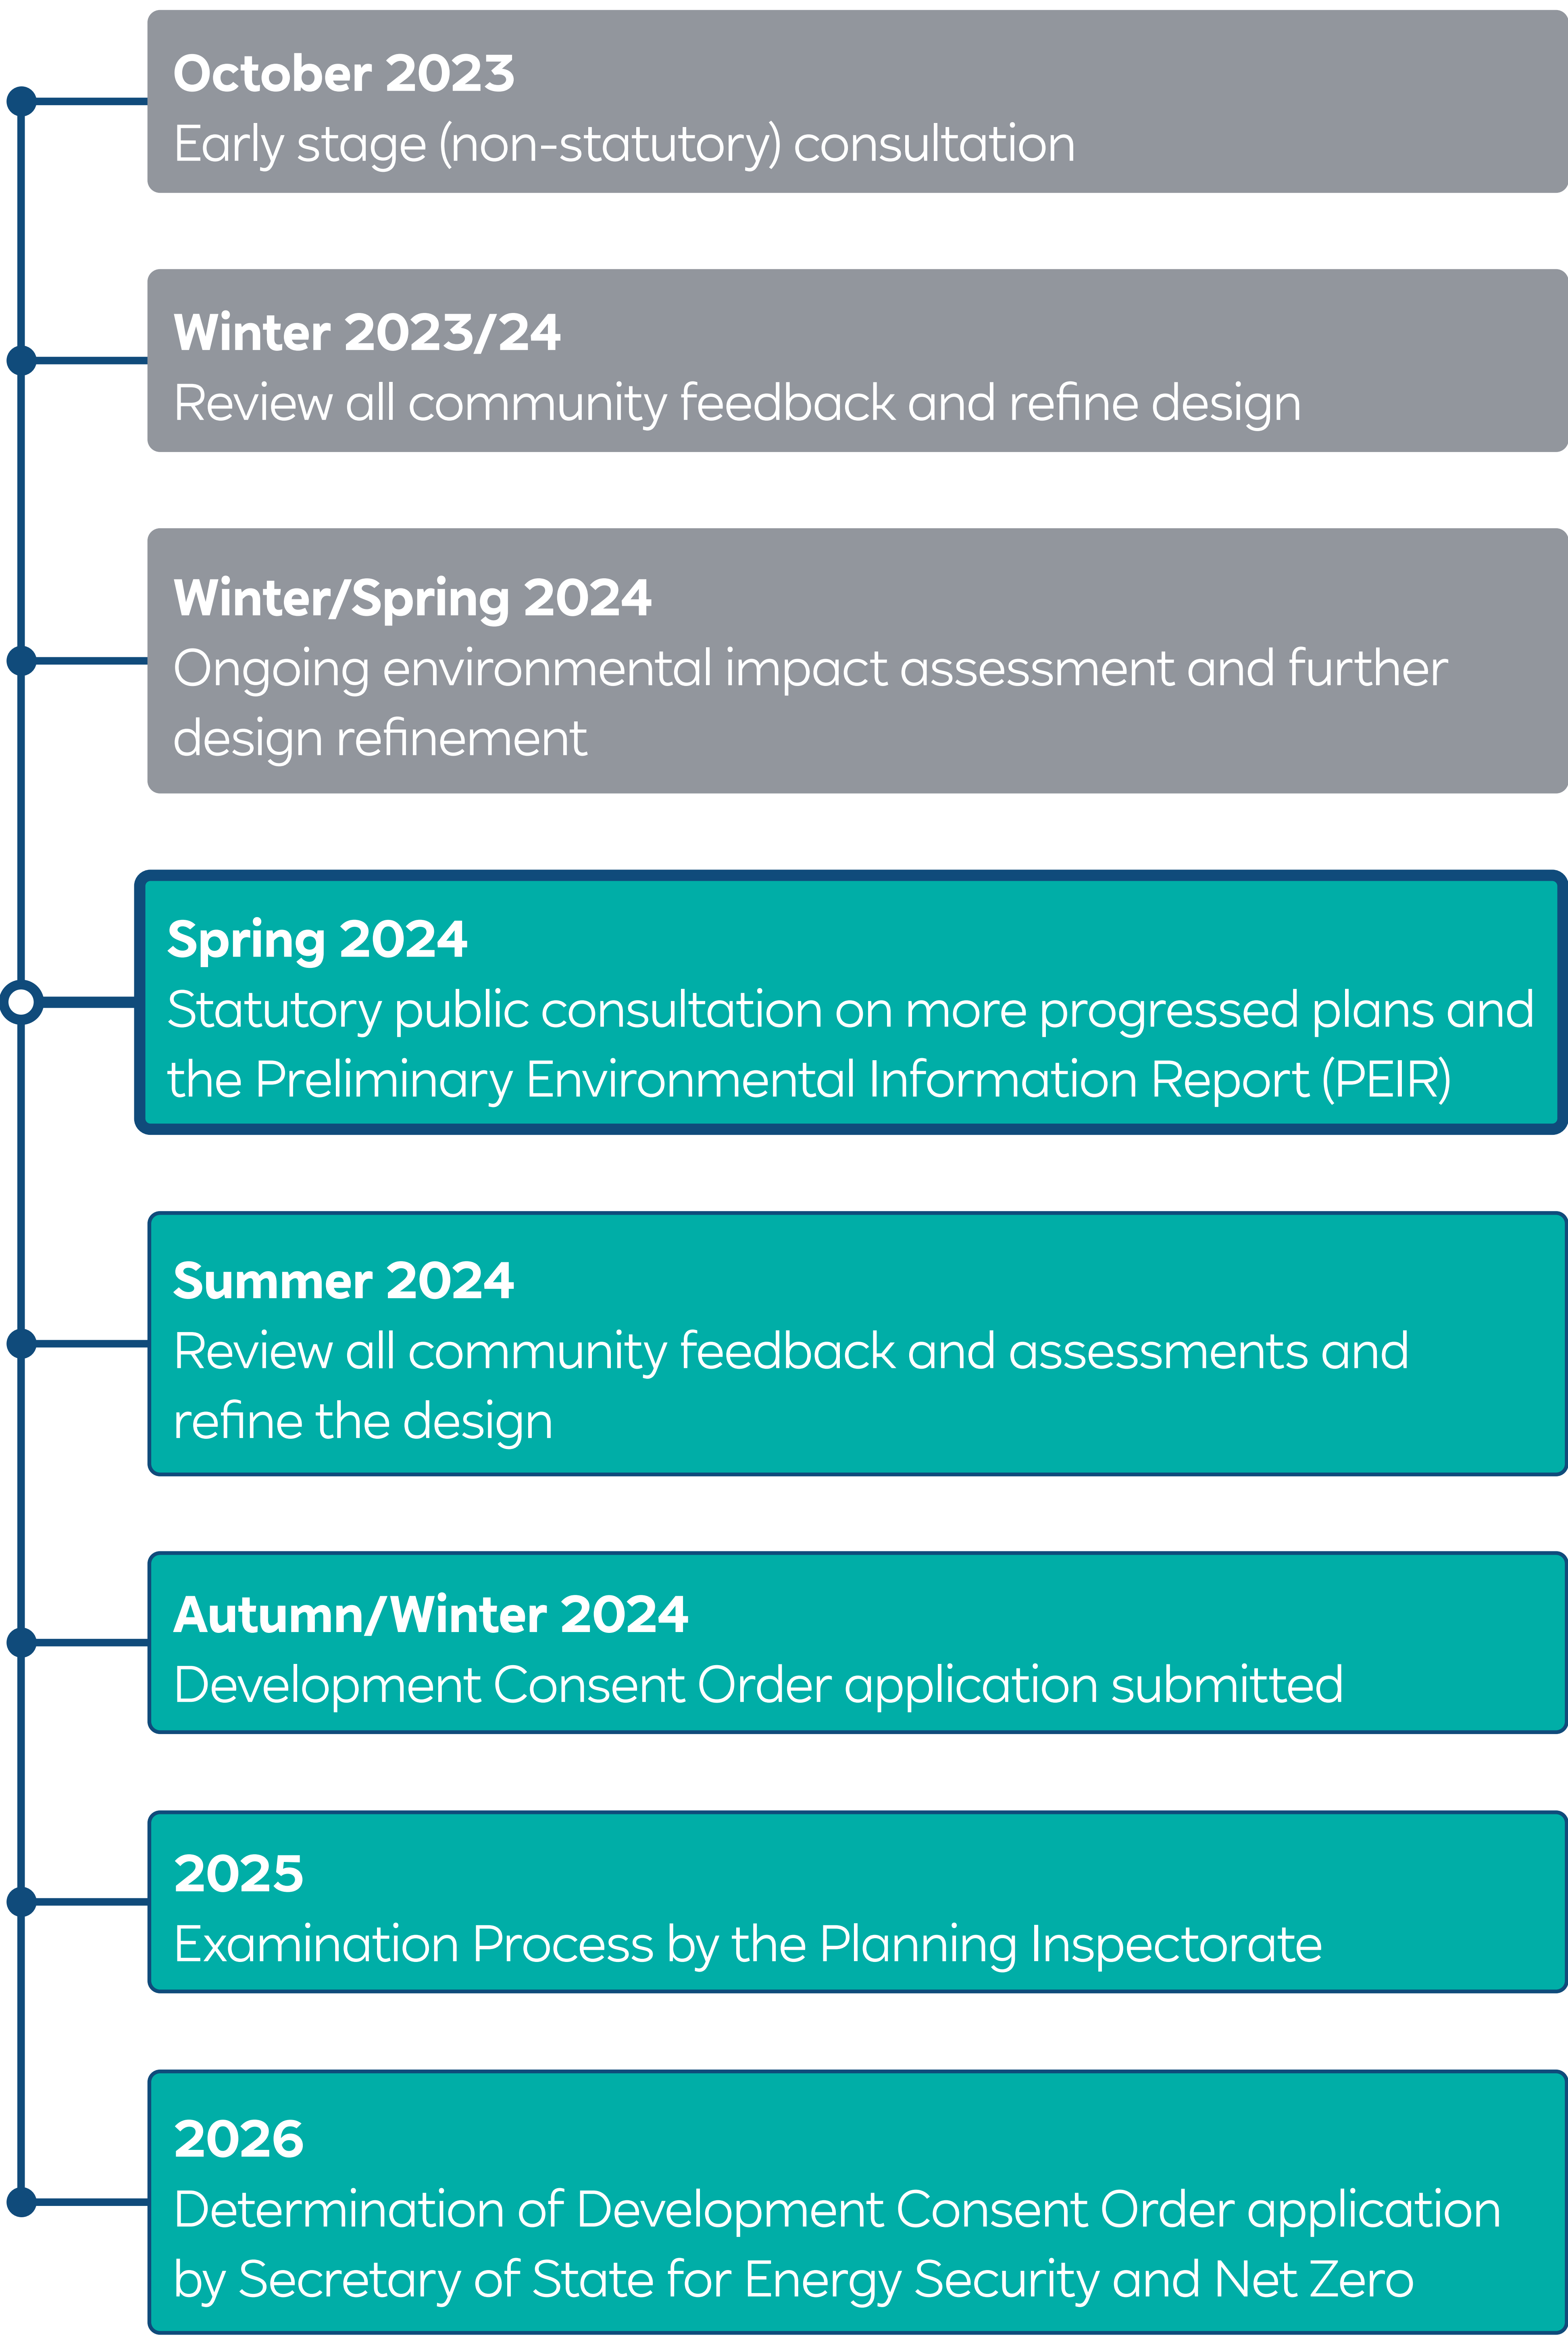 October 2023
Early stage (non-statutory) consultation
Winter 2023/24
Review all community feedback and refine design
Winter/Spring 2024
Ongoing environmental impact assessment and further
design refinement
Spring 2024
Statutory public consultation on more progressed plans and
the Preliminary Environmental Information Report (PEIR)
Summer 2024
Review all community feedback and assessments and
refine the design
Autumn/Winter 2024
Development Consent Order application submitted
2025
Examination Process by the Planning Inspectorate
2026
Determination of Development Consent Order application
by Secretary of State for Energy Security and Net Zero